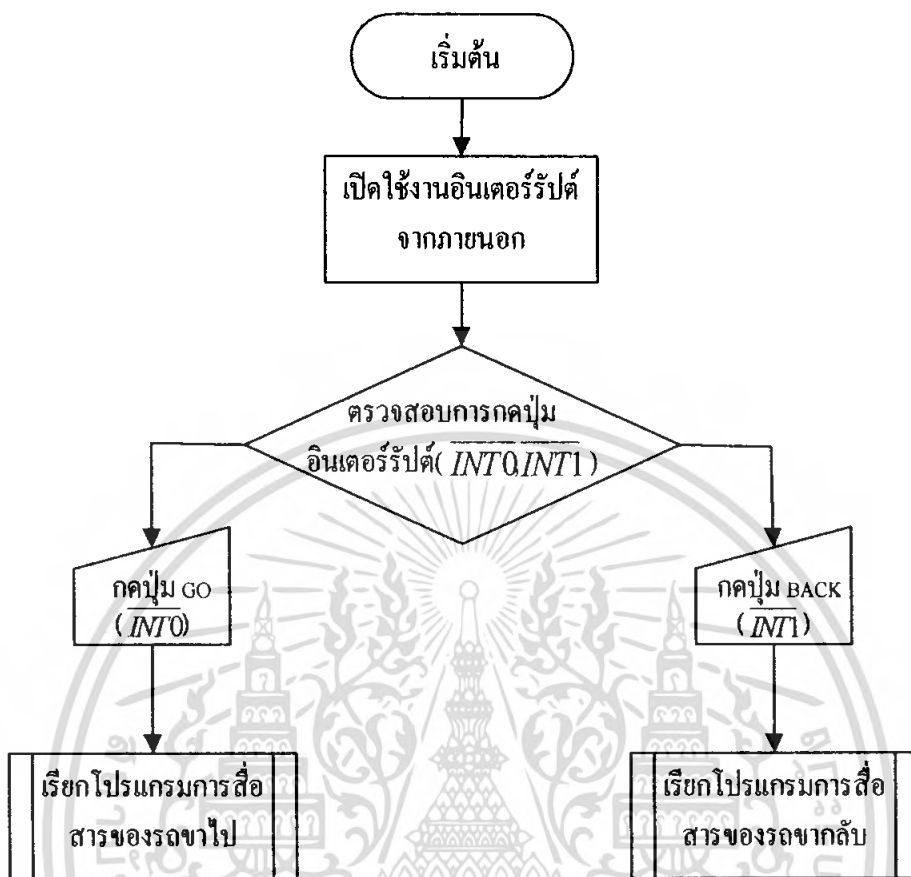 เริ่มต้น
เปิดใช้งานอินเตอร์รัปต์
จากภายนอก
ตรวจสอบการกดปุ่ม
อินเตอร์รัปต์( INT0,INT1 )
กดปุ่ม GO
( INT0)
กดปุ่ม BACK
( INT1)
เรียกโปรแกรมการสื่อ
สารของรถขาไป
เรียกโปรแกรมการสื่อ
สารของรถขากลับ